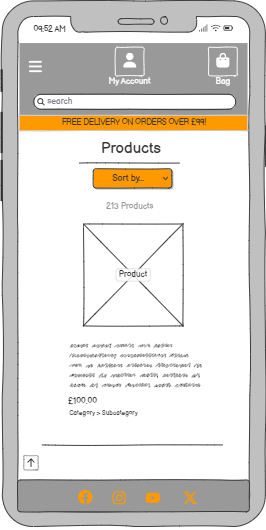 09:52 AM
My Account
Bag
search
FREE DELIVERY ON ORDERS OVER £99!
Products
Sort by...
213 Products
Product
£100.00
Category > Subcategory